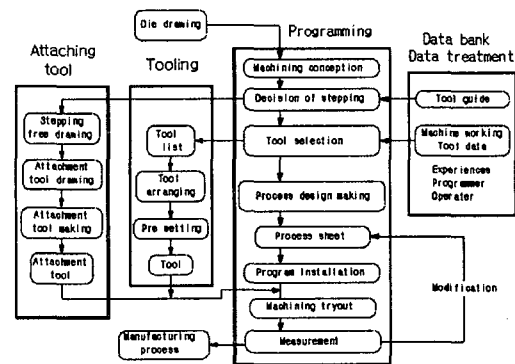 Die drawing
Programming
Attaching
tool
Tooling
Data bank
Data treatment
Machining conception
Decision of stepping
Tool guide
Stepping
free drawing
Tool
list
Tool selection
Machine working
Tool data
Attachment
tool drawing
Tool
arranging
Experiences
Programmer
Operator
Process design making
Attachment
tool making
Pre setting
Process sheet
Attachment
tool
Tool
Program installation
Modification
Machining tryout
Manufacturing
process
Measurement